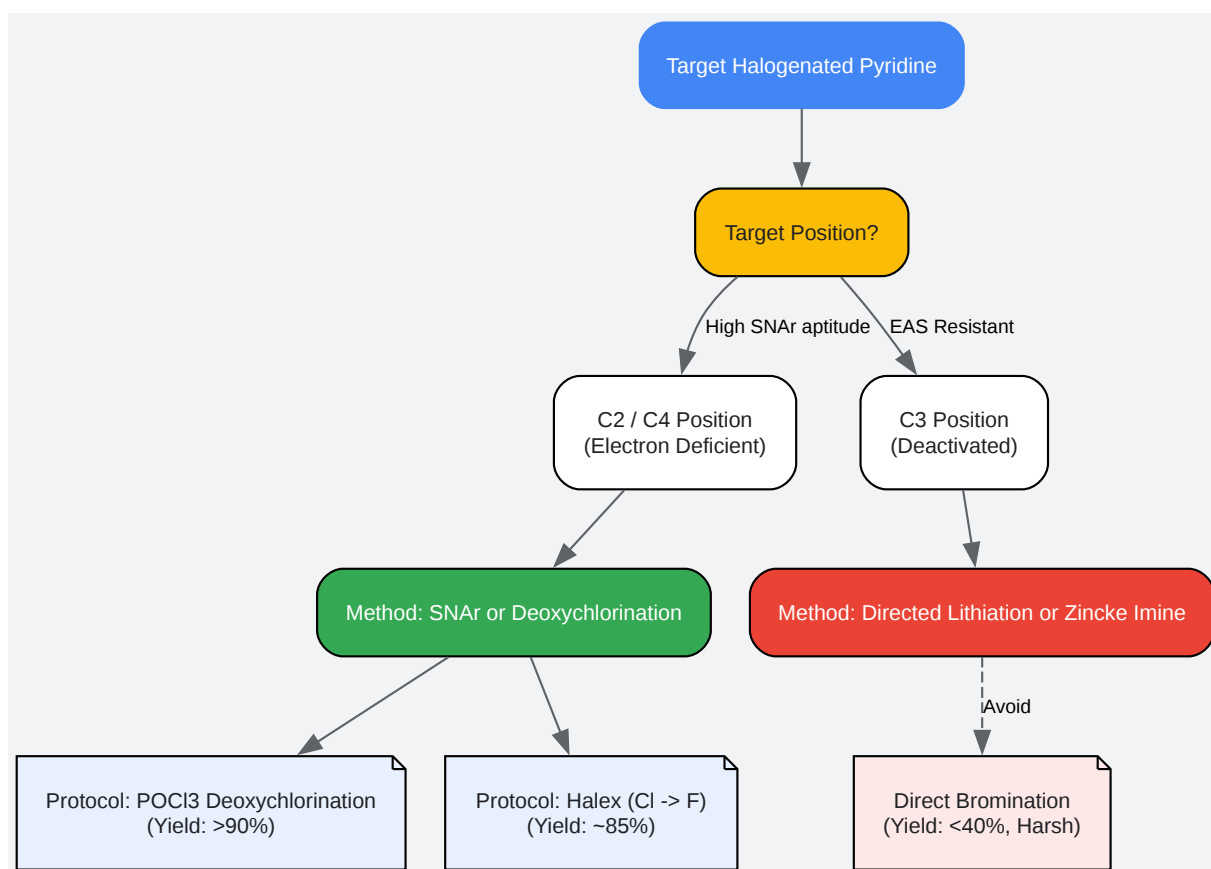 Target Halogenated Pyridine
Target Position?
High SNAr aptitude
EAS Resistant
C2 / C4 Position
(Electron Deficient)
C3 Position
(Deactivated)
Method: SNAr or Deoxychlorination
Method: Directed Lithiation or Zincke Imine
Avoid
Protocol: POCl3 Deoxychlorination
(Yield: >90%)
Protocol: Halex (Cl -> F)
(Yield: ~85%)
Direct Bromination
(Yield: <40%, Harsh)